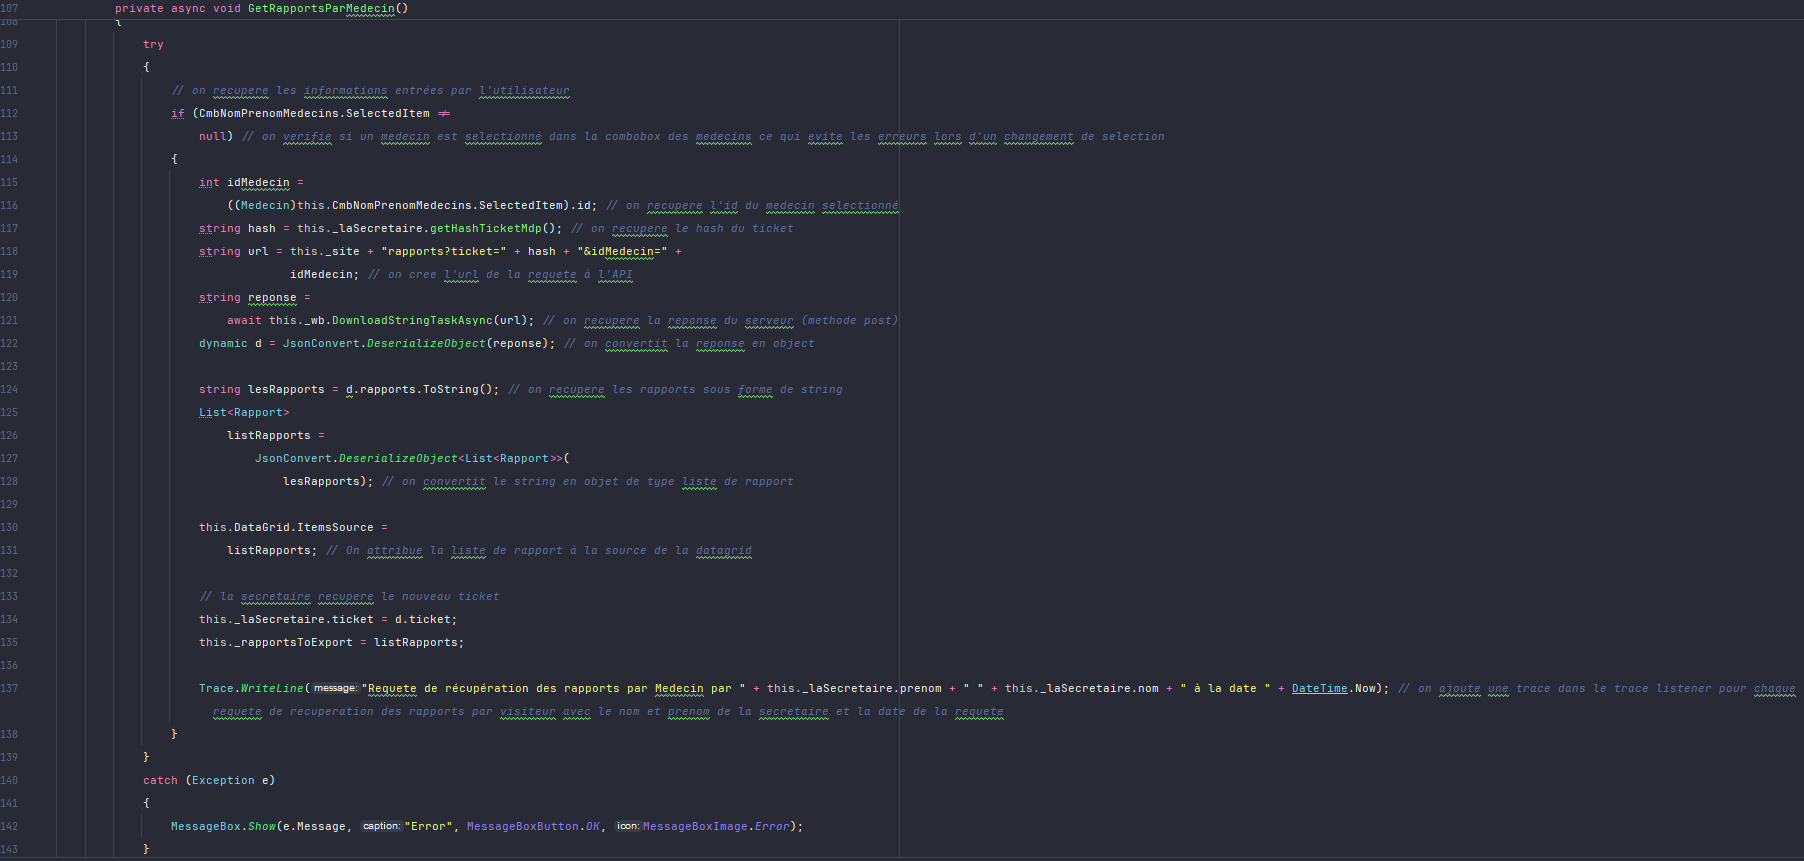 107 private async void GetRapportsParMedecin()
108 {
109 try
110 {
111 // on recupere les informations entrées par l'utilisateur
112 if (CmbNomPrenomMedecins.SelectedItem ≠
113 null) // on verifie si un medecin est selectionné dans la combobox des medecins ce qui evite les erreurs lors d'un changement de selection
114 {
115 int idMedecin =
116 ((Medecin)this.CmbNomPrenomMedecins.SelectedItem).id; // on recupere l'id du medecin selectionné
117 string hash = this._laSecretaire.getHashTicketMdp(); // on recupere le hash du ticket
118 string url = this._site + "rapports?ticket=" + hash + "&idMedecin=" +
119 idMedecin; // on cree l'url de la requete à l'API
120 string reponse =
121 await this._wb.DownloadStringTaskAsync(url); // on recupere la reponse du serveur (methode post)
122 dynamic d = JsonConvert.DeserializeObject(reponse); // on convertit la reponse en object
123
124 string lesRapports = d.rapports.ToString(); // on recupere les rapports sous forme de string
125 List<Rapport>
126 listRapports =
127 JsonConvert.DeserializeObject<List<Rapport>>(
128 lesRapports); // on convertit le string en objet de type liste de rapport
129
130 this.DataGrid.ItemsSource =
131 listRapports; // On attribue la liste de rapport à la source de la datagrid
132
133 // la secretaire recupere le nouveau ticket
134 this._laSecretaire.ticket = d.ticket;
135 this._rapportsToExport = listRapports;
136
137 Trace.WriteLine(message: "Requete de récupération des rapports par Medecin par " + this._laSecretaire.prenom + " " + this._laSecretaire.nom + " à la date " + DateTime.Now); // on ajoute une trace dans le trace listener pour chaque
requete de recuperation des rapports par visiteur avec le nom et prenom de la secretaire et la date de la requete
138 }
139 }
140 catch (Exception e)
141 {
142 MessageBox.Show(e.Message, caption: "Error", MessageBoxButton.OK, icon: MessageBoxImage.Error);
143 }